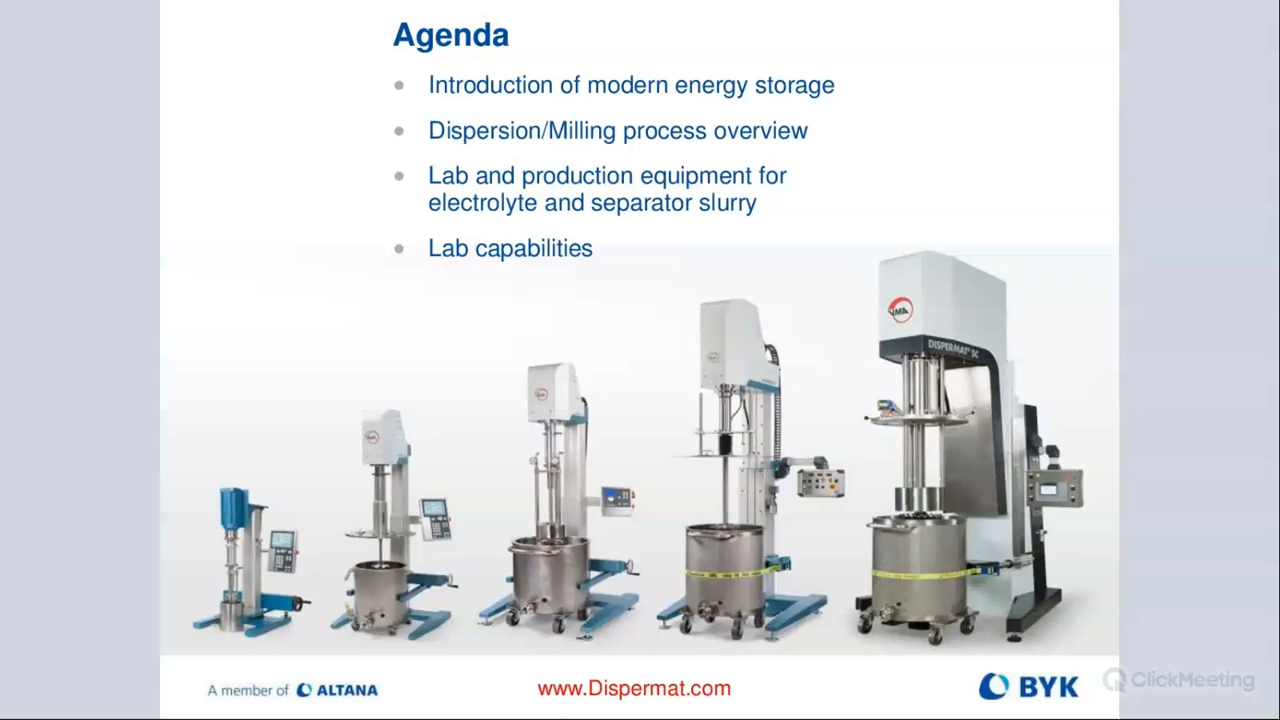 Agenda
Introduction of modern energy storage
Dispersion/Milling process overview
Lab and production equipment for
electrolyte and separator slurry
Lab capabilities
VMA
DISPERMAT SC
A member of ALTANA
www.Dispermat.com
BYK
ClickMeeting